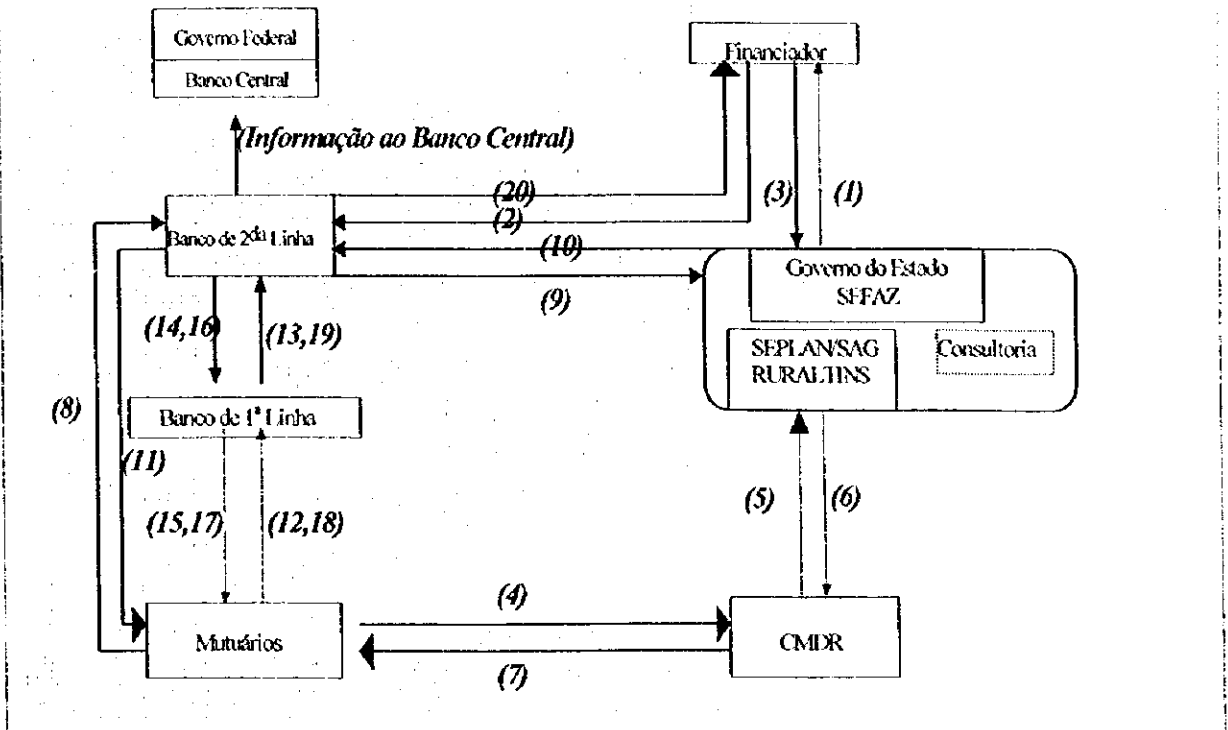 Governo Federal
Banco Central
Financiador
(Informação ao Banco Central)
(20)
(2)
(3)
(1)
Banco de 2da Linha
(10)
(9)
Governo do Estado
SEFAZ
SEPLAN/SAG
RURALTINS
Consultoria
(14,16)
(13,19)
(8)
Banco de 1ª Linha
(11)
(15,17)
(12,18)
(5)
(6)
(4)
Mutuários
CMDR
(7)